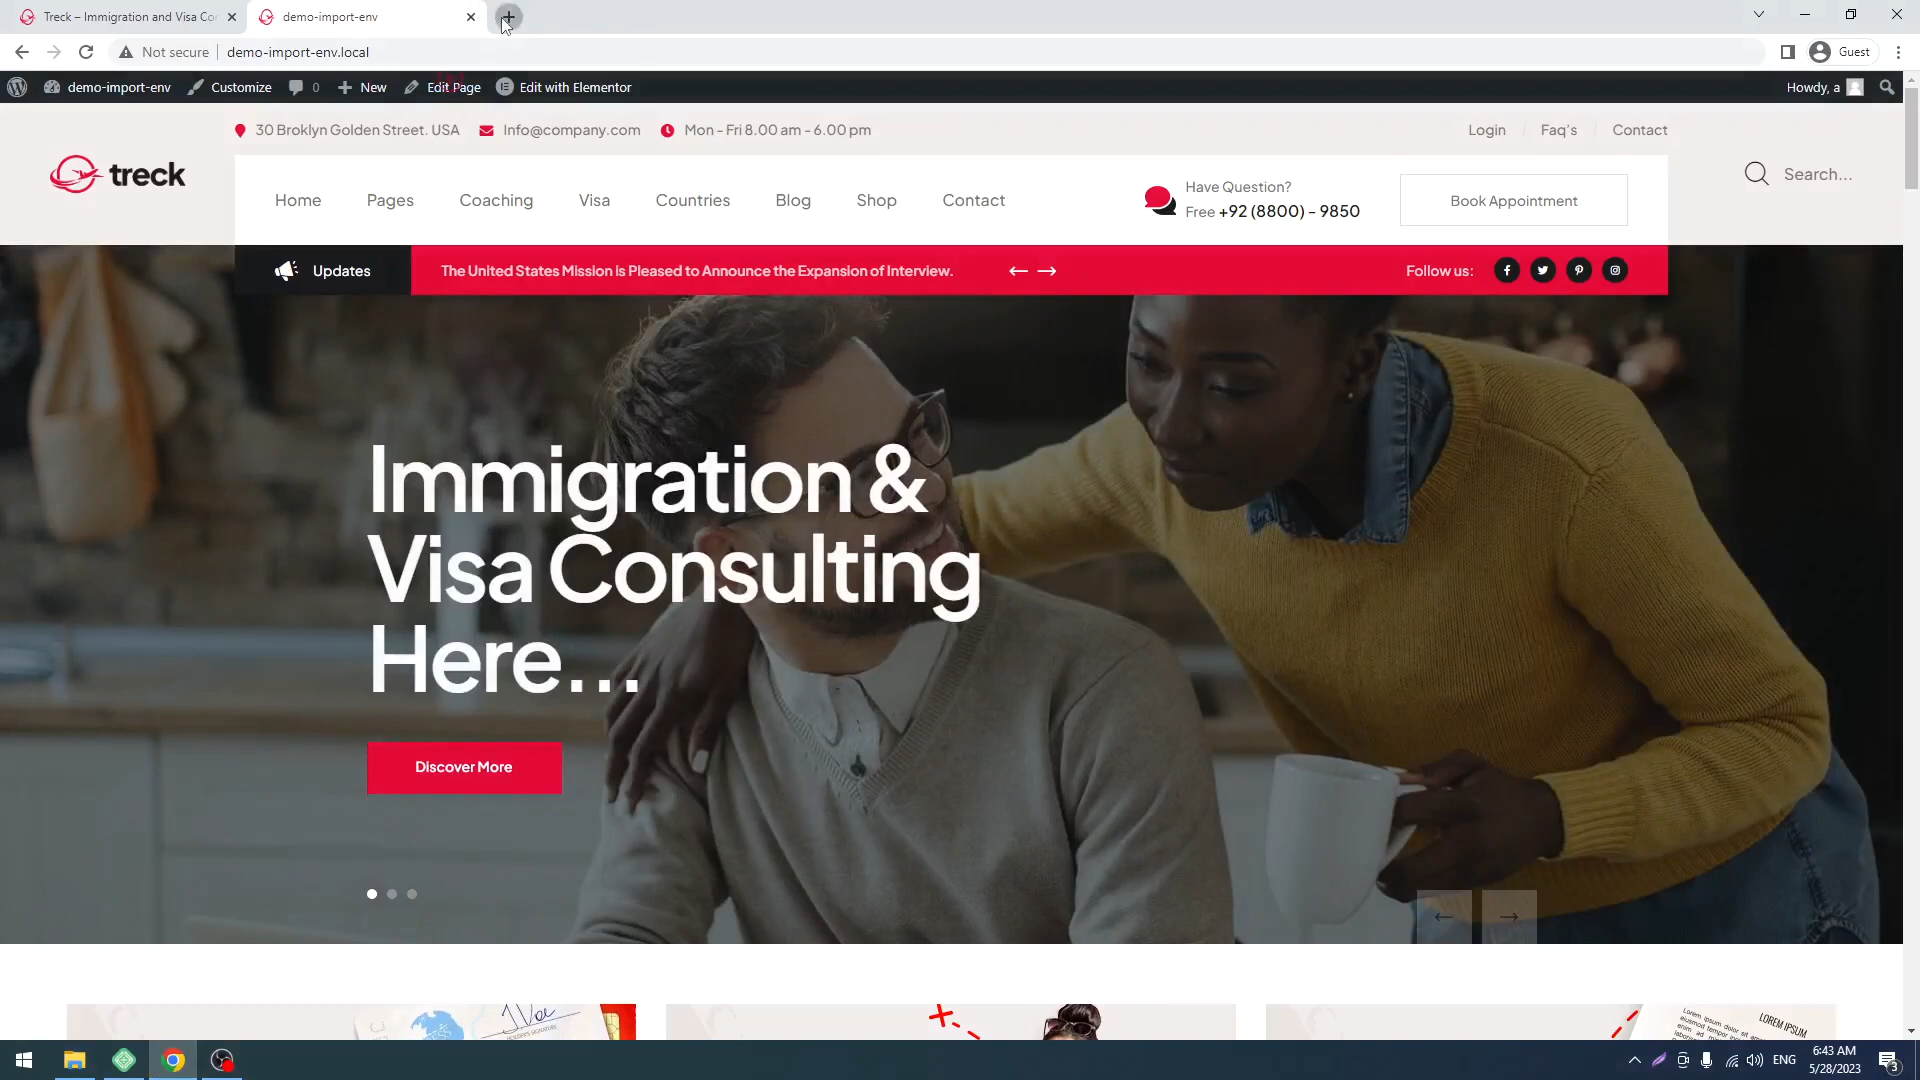 Treck – Immigration and Visa Co
demo-import-env
Not secure
demo-import-env.local
Guest
demo-import-env
Customize
0
New
Edit Page
Edit with Elementor
Howdy, a
30 Broklyn Golden Street. USA
Info@company.com
Mon - Fri 8.00 am - 6.00 pm
Login
Faq's
Contact
treck
Home
Pages
Coaching
Visa
Countries
Blog
Shop
Contact
Have Question?
Free +92 (8800) - 9850
Book Appointment
Search...
Updates
The United States Mission is Pleased to Announce the Expansion of Interview.
Follow us:
Immigration &
Visa Consulting
Here...
Discover More
LOREM IPSUM
ENG
6:43 AM
5/28/2023
3